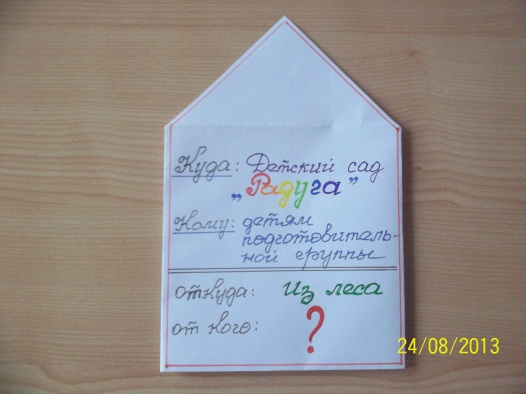 Куда: Детский сад
„Радуга”
Кому: детям
подготовитель-
ной группы
откуда: Из леса
от кого: ?
24/08/2013